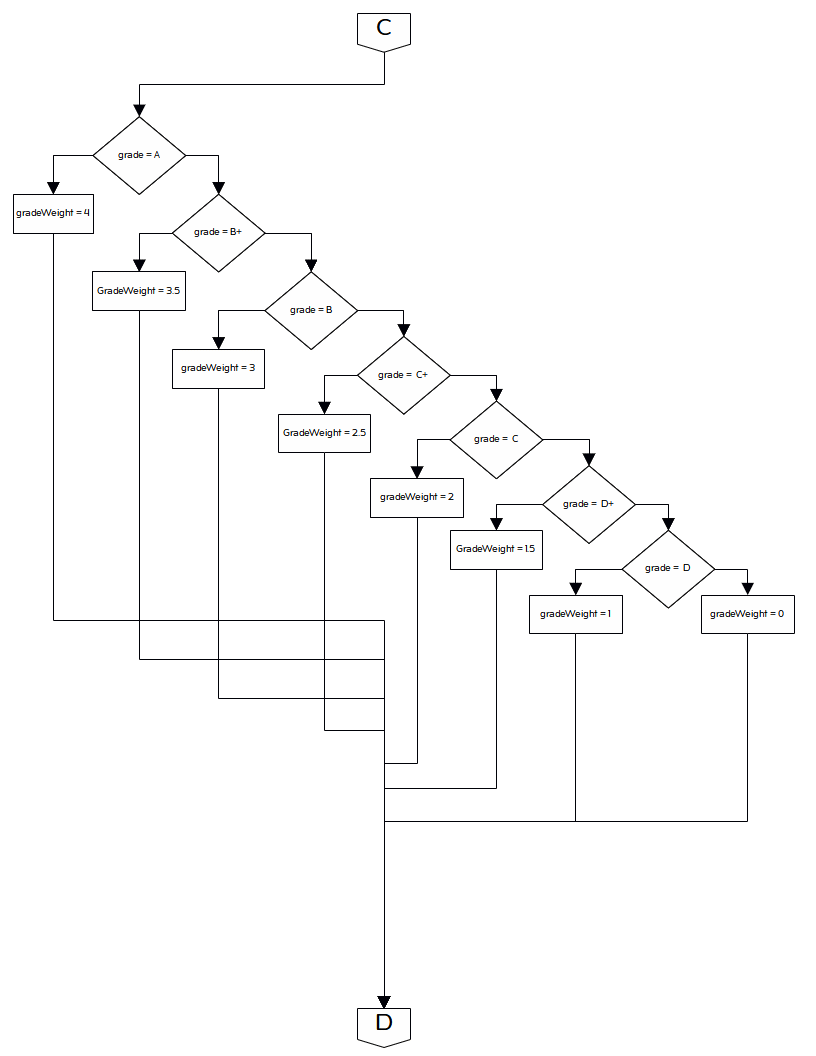 C
grade = A
gradeWeight = 4
grade = B+
GradeWeight = 3.5
grade = B
gradeWeight = 3
grade = C+
GradeWeight = 2.5
grade = C
gradeWeight = 2
grade = D+
GradeWeight = 1.5
grade = D
gradeWeight = 1
gradeWeight = 0
D